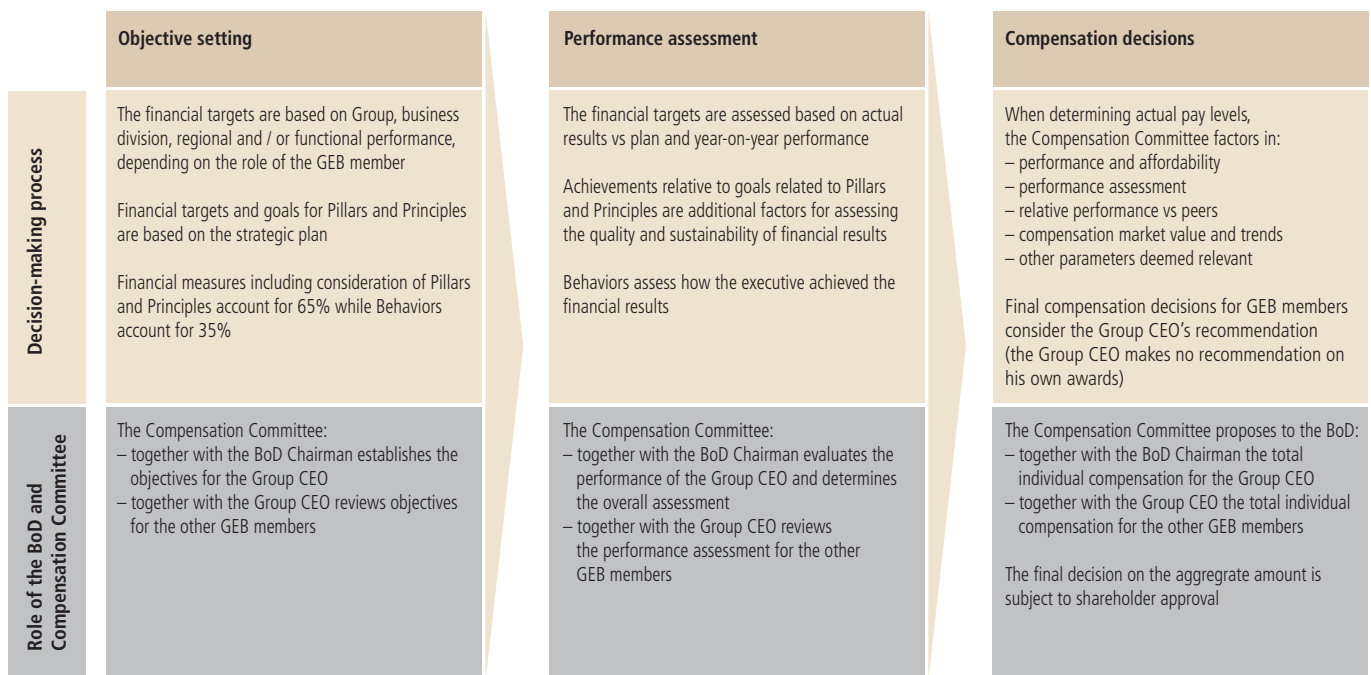 Objective setting
Performance assessment
Compensation decisions
Decision-making process
The financial targets are based on Group, business
division, regional and / or functional performance,
depending on the role of the GEB member
Financial targets and goals for Pillars and Principles
are based on the strategic plan
Financial measures including consideration of Pillars
and Principles account for 65% while Behaviors
account for 35%
The financial targets are assessed based on actual
results vs plan and year-on-year performance
Achievements relative to goals related to Pillars
and Principles are additional factors for assessing
the quality and sustainability of financial results
Behaviors assess how the executive achieved the
financial results
When determining actual pay levels,
the Compensation Committee factors in:
– performance and affordability
– performance assessment
– relative performance vs peers
– compensation market value and trends
– other parameters deemed relevant
Final compensation decisions for GEB members
consider the Group CEO's recommendation
(the Group CEO makes no recommendation on
his own awards)
Role of the BoD and
Compensation Committee
The Compensation Committee:
– together with the BoD Chairman establishes the
objectives for the Group CEO
– together with the Group CEO reviews objectives
for the other GEB members
The Compensation Committee:
– together with the BoD Chairman evaluates the
performance of the Group CEO and determines
the overall assessment
– together with the Group CEO reviews
the performance assessment for the other
GEB members
The Compensation Committee proposes to the BoD:
– together with the BoD Chairman the total
individual compensation for the Group CEO
– together with the Group CEO the total individual
compensation for the other GEB members
The final decision on the aggregrate amount is
subject to shareholder approval